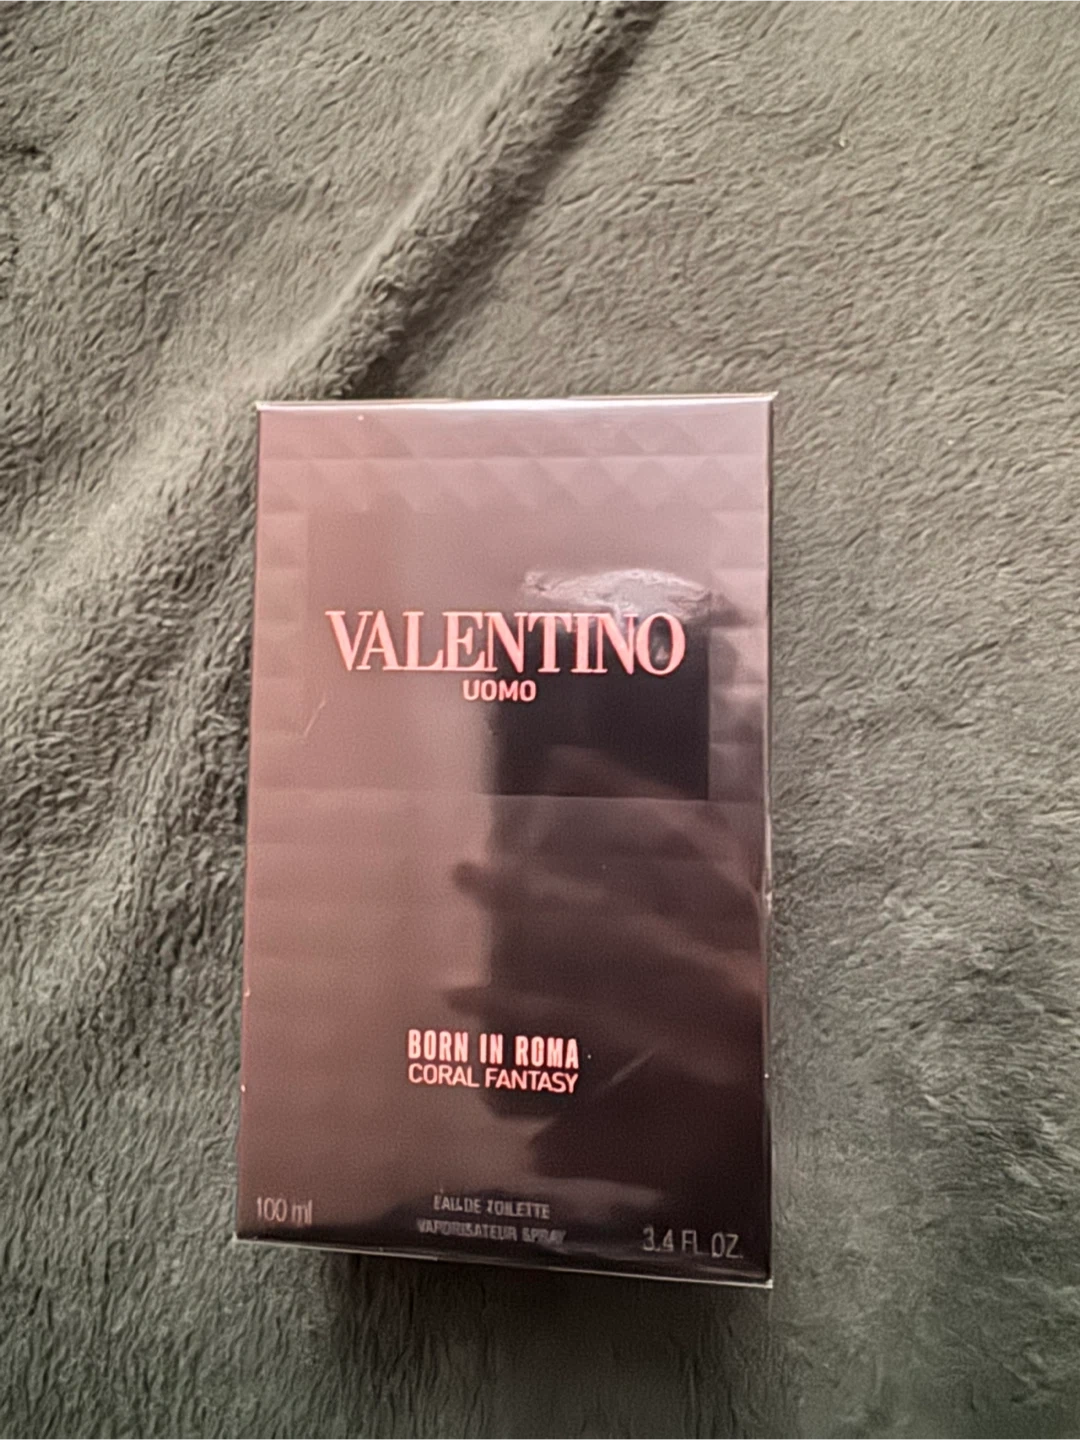 VALENTINO
UOMO
BORN IN ROMA
CORAL FANTASY
100 ml
EAU DE TOILETTE
VAPORISATEUR SPRAY
3.4 FL OZ.